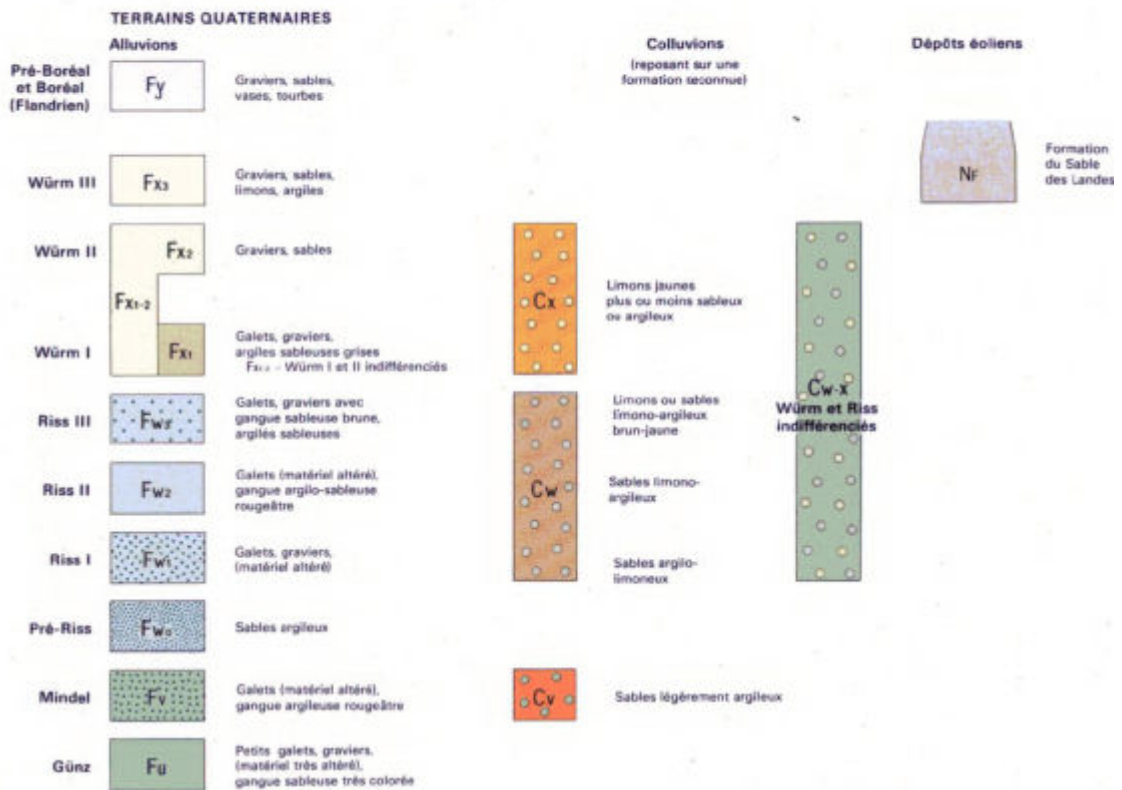 TERRAINS QUATERNAIRES
Alluvions
Colluvions
(reposant sur une
formation reconnue)
Dépôts éoliens
Pré-Boréal
et Boréal
(Flandrien)
Fy
Graviers, sables,
vases, tourbes
Würm III
Fx3
Graviers, sables,
limons, argiles
NF
Formation
du Sable
des Landes
Würm II
Fx2
Graviers, sables
Fx1-2
Würm I
Fx1
Galets, graviers,
argiles sableuses grises
Fx1-2 - Würm I et II indifférenciés
Cx
Limons jaunes
plus ou moins sableux
ou argileux
Cw-x
Würm et Riss
indifférenciés
Riss III
Fw3
Galets, graviers avec
gangue sableuse brune,
argiles sableuses
Limons ou sables
limono-argileux
brun-jaune
Riss II
Fw2
Galets (matériel altéré),
gangue argilo-sableuse
rougeâtre
Cw
Sables limono-
argileux
Riss I
Fw1
Galets, graviers,
(matériel altéré)
Sables argilo-
limoneux
Pré-Riss
Fw0
Sables argileux
Mindel
Fv
Galets (matériel altéré),
gangue argileuse rougeâtre
Cv
Sables légèrement argileux
Günz
Fu
Petits galets, graviers,
(matériel très altéré),
gangue sableuse très colorée